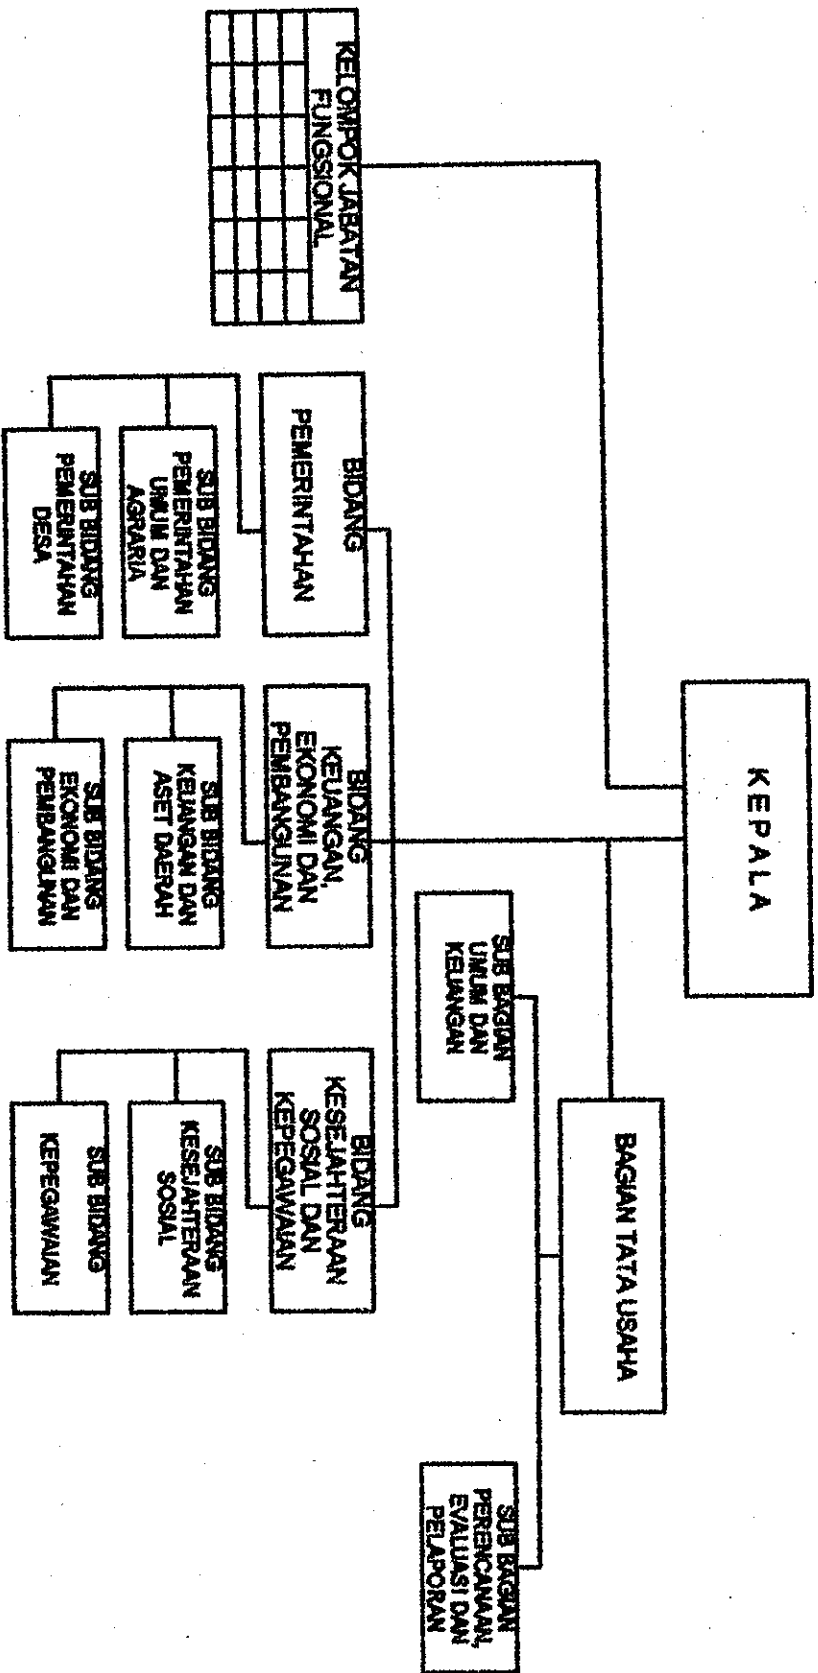 KEPALA
BAGIAN TATA USAHA
SUB BAGIAN
UMUM DAN
KEUANGAN
SUB BAGIAN
PERENCANAAN,
EVALUASI DAN
PELAPORAN
KELOMPOK JABATAN
FUNGSIONAL
BIDANG
PEMERINTAHAN
BIDANG
KEUANGAN,
EKONOMI DAN
PEMBANGUNAN
BIDANG
KESEJAHTERAAN
SOSIAL DAN
KEPEGAWAIAN
SUB BIDANG
PEMERINTAHAN
UMUM DAN
AGRARIA
SUB BIDANG
KEUANGAN DAN
ASET DAERAH
SUB BIDANG
KESEJAHTERAAN
SOSIAL
SUB BIDANG
PEMERINTAHAN
DESA
SUB BIDANG
EKONOMI DAN
PEMBANGUNAN
SUB BIDANG
KEPEGAWAIAN